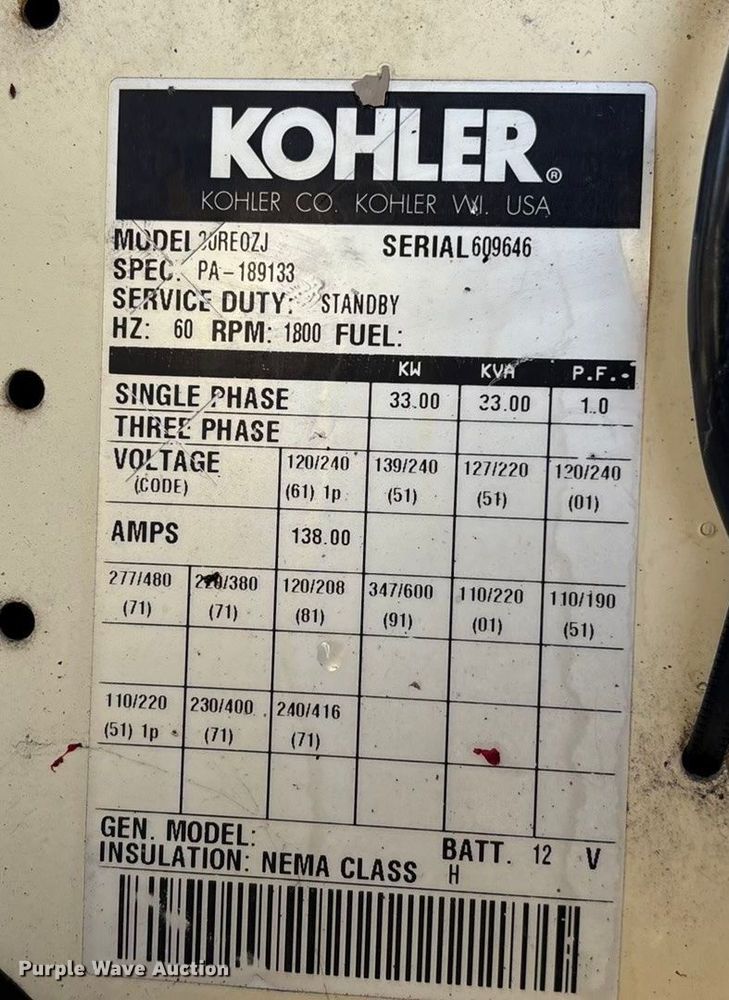 KOHLER®
KOHLER CO. KOHLER WI. USA
MODEL SERIAL 609646
SPEC. PA-189133
SERVICE DUTY: STANDBY
HZ: 60 RPM: 1800 FUEL:
KW KVA P.F.
SINGLE PHASE 33.00 33.00 1.0
THREE PHASE
VOLTAGE 120/240 139/240 127/220 120/240
(CODE) (61) 1p (51) (51) (01)
AMPS 138.00
277/480 220/380 120/208 347/600 110/220 110/190
(71) (71) (81) (91) (01) (51)
110/220 230/400 240/416
(51) 1p (71) (71)
GEN. MODEL: BATT. 12 V
INSULATION: NEMA CLASS H
Purple Wave Auction